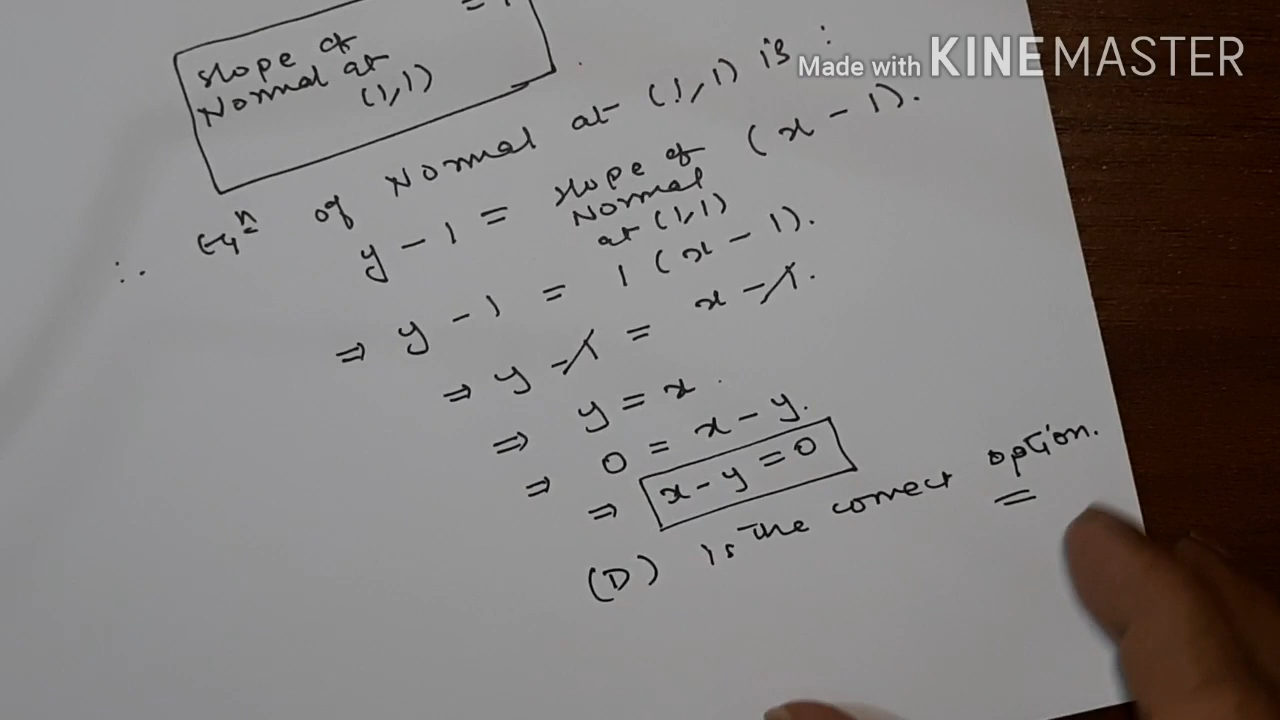 Made with KINEMASTER
slope of
Normal at
(1,1)
∴ Eqⁿ of Normal at (1,1) is :
y - 1 = slope of Normal at (1,1) (x - 1).
⇒ y - 1 = 1 (x - 1).
⇒ y - 1 = x - 1.
⇒ y = x.
⇒ 0 = x - y.
⇒ x - y = 0
(D) is the correct option.